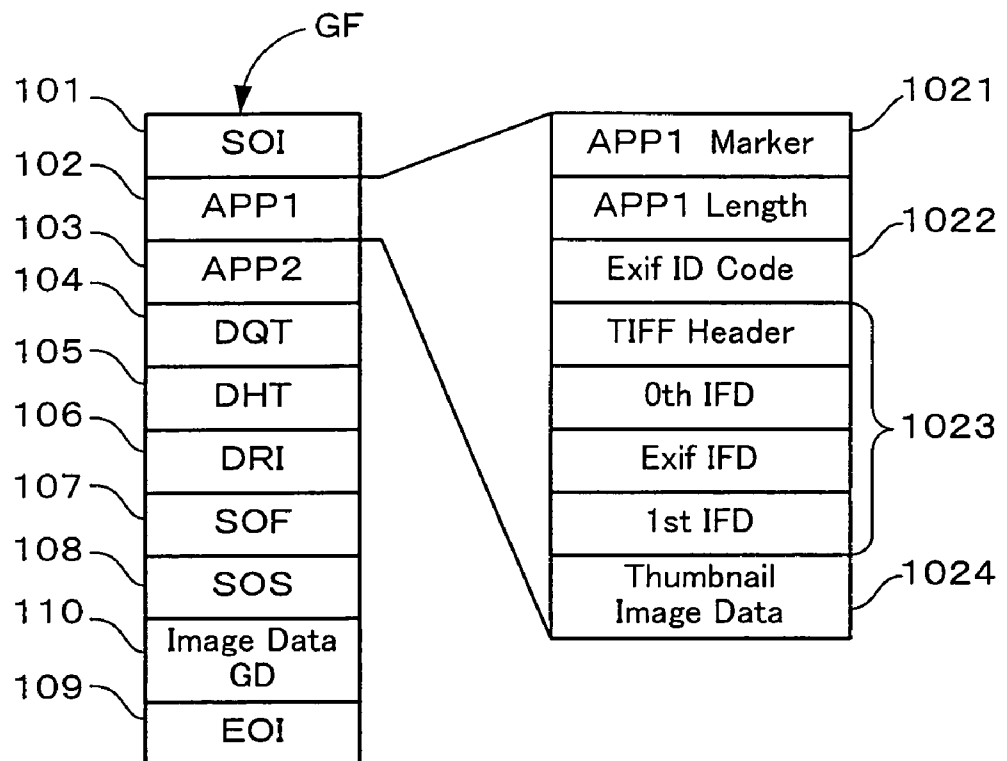 GF
101
SOI
102
APP1
103
APP2
104
DQT
105
DHT
106
DRI
107
SOF
108
SOS
110
Image Data
GD
109
EOI
1021
APP1 Marker
APP1 Length
1022
Exif ID Code
TIFF Header
0th IFD
1023
Exif IFD
1st IFD
1024
Thumbnail
Image Data